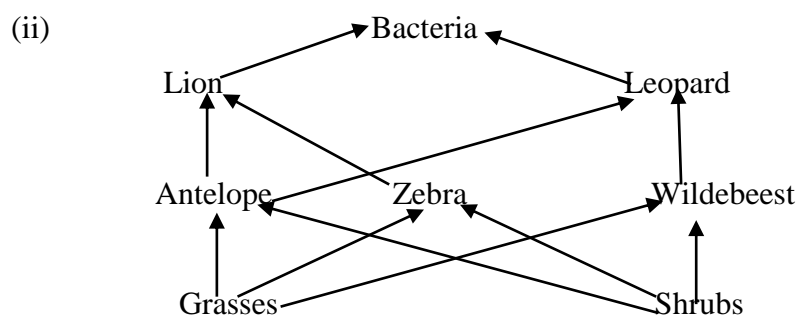 (ii) Bacteria
Lion Leopard
Antelope Zebra Wildebeest
Grasses Shrubs